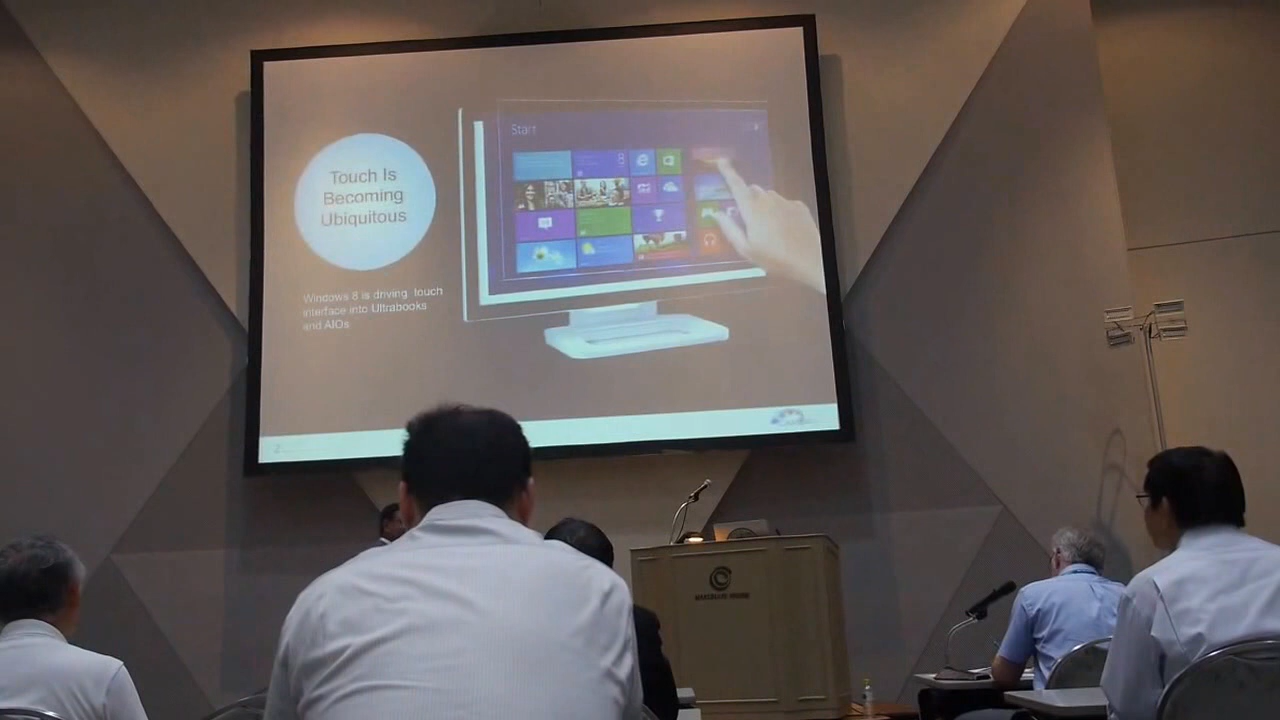 Start
Touch Is
Becoming
Ubiquitous
Windows 8 is driving touch
interface into Ultrabooks
and AIOs